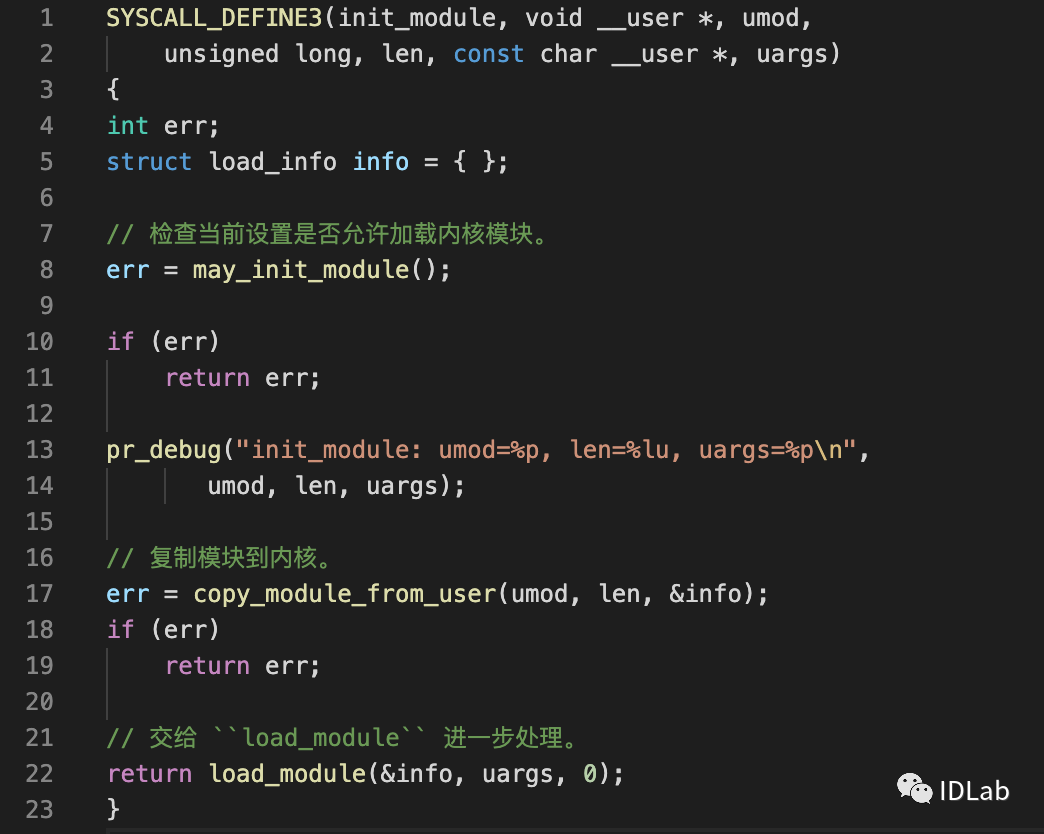 1 SYSCALL_DEFINE3(init_module, void __user *, umod,
2 unsigned long, len, const char __user *, uargs)
3 {
4 int err;
5 struct load_info info = { };
6
7 // 检查当前设置是否允许加载内核模块。
8 err = may_init_module();
9
10 if (err)
11 return err;
12
13 pr_debug("init_module: umod=%p, len=%lu, uargs=%p\n",
14 umod, len, uargs);
15
16 // 复制模块到内核。
17 err = copy_module_from_user(umod, len, &info);
18 if (err)
19 return err;
20
21 // 交给 ``load_module`` 进一步处理。
22 return load_module(&info, uargs, 0);
23 }
IDLab